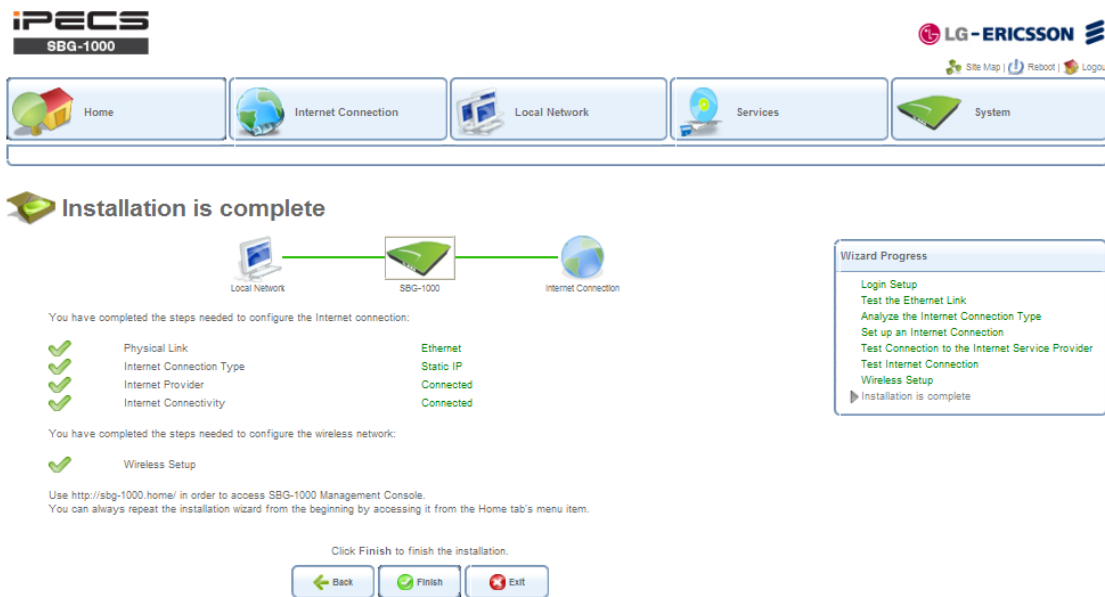 iPECS
SBG-1000
LG-ERICSSON
Site Map | Reboot | Logou
Home
Internet Connection
Local Network
Services
System
Installation is complete
Local Network
SBG-1000
Internet Connection
You have completed the steps needed to configure the Internet connection:
Physical Link Ethernet
Internet Connection Type Static IP
Internet Provider Connected
Internet Connectivity Connected
You have completed the steps needed to configure the wireless network:
Wireless Setup
Use http://sbg-1000.home/ in order to access SBG-1000 Management Console.
You can always repeat the installation wizard from the beginning by accessing it from the Home tab's menu item.
Click Finish to finish the installation.
Back
Finish
Exit
Wizard Progress
Login Setup
Test the Ethernet Link
Analyze the Internet Connection Type
Set up an Internet Connection
Test Connection to the Internet Service Provider
Test Internet Connection
Wireless Setup
Installation is complete